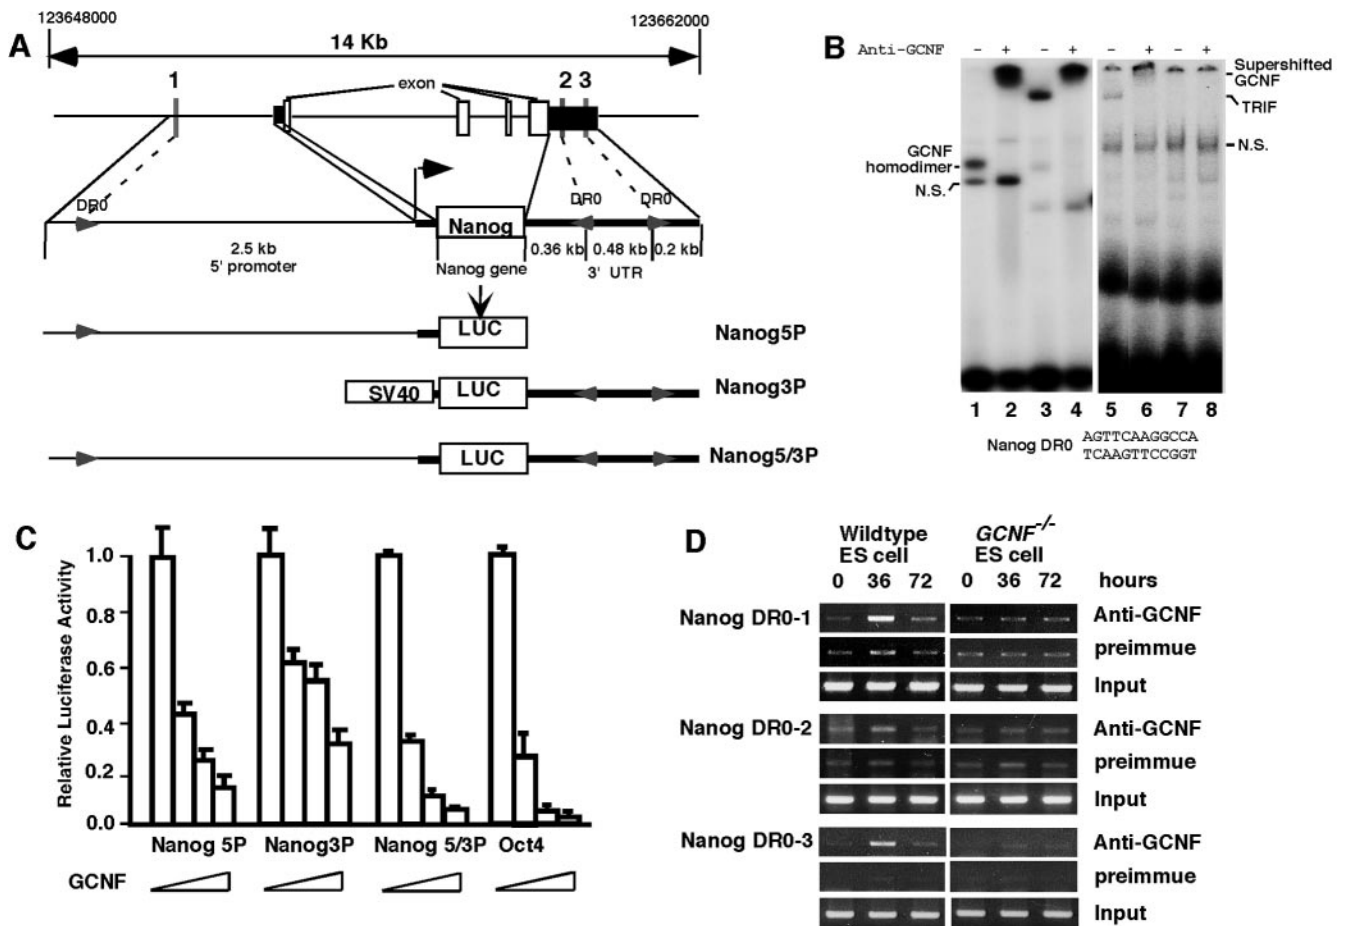 A
123648000
123662000
14 Kb
1
exon
2 3
DR0
DR0
DR0
Nanog
2.5 kb
5' promoter
Nanog gene
0.36 kb
0.48 kb
0.2 kb
3' UTR
LUC
Nanog5P
SV40
LUC
Nanog3P
LUC
Nanog5/3P
B
Anti-GCNF - + - + - + - +
Supershifted
GCNF
TRIF
N.S.
GCNF
homodimer
N.S.
1 2 3 4 5 6 7 8
Nanog DR0
AGTTCAAGGCCA
TCAAGTTCCGGT
C
Relative Luciferase Activity
1.0
0.8
0.6
0.4
0.2
0.0
Nanog 5P Nanog3P Nanog 5/3P Oct4
GCNF
D
Wildtype
ES cell
GCNF-/-
ES cell
0 36 72 0 36 72 hours
Nanog DR0-1 Anti-GCNF
preimmue
Input
Nanog DR0-2 Anti-GCNF
preimmue
Input
Nanog DR0-3 Anti-GCNF
preimmue
Input